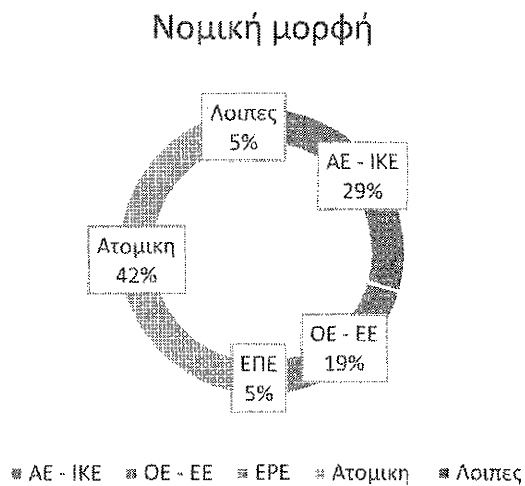 Νομική μορφή
Λοιπες
5%
ΑΕ - ΙΚΕ
29%
Ατομικη
42%
ΟΕ - ΕΕ
19%
ΕΠΕ
5%
ΑΕ - ΙΚΕ ΟΕ - ΕΕ ΕΡΕ Ατομικη Λοιπες